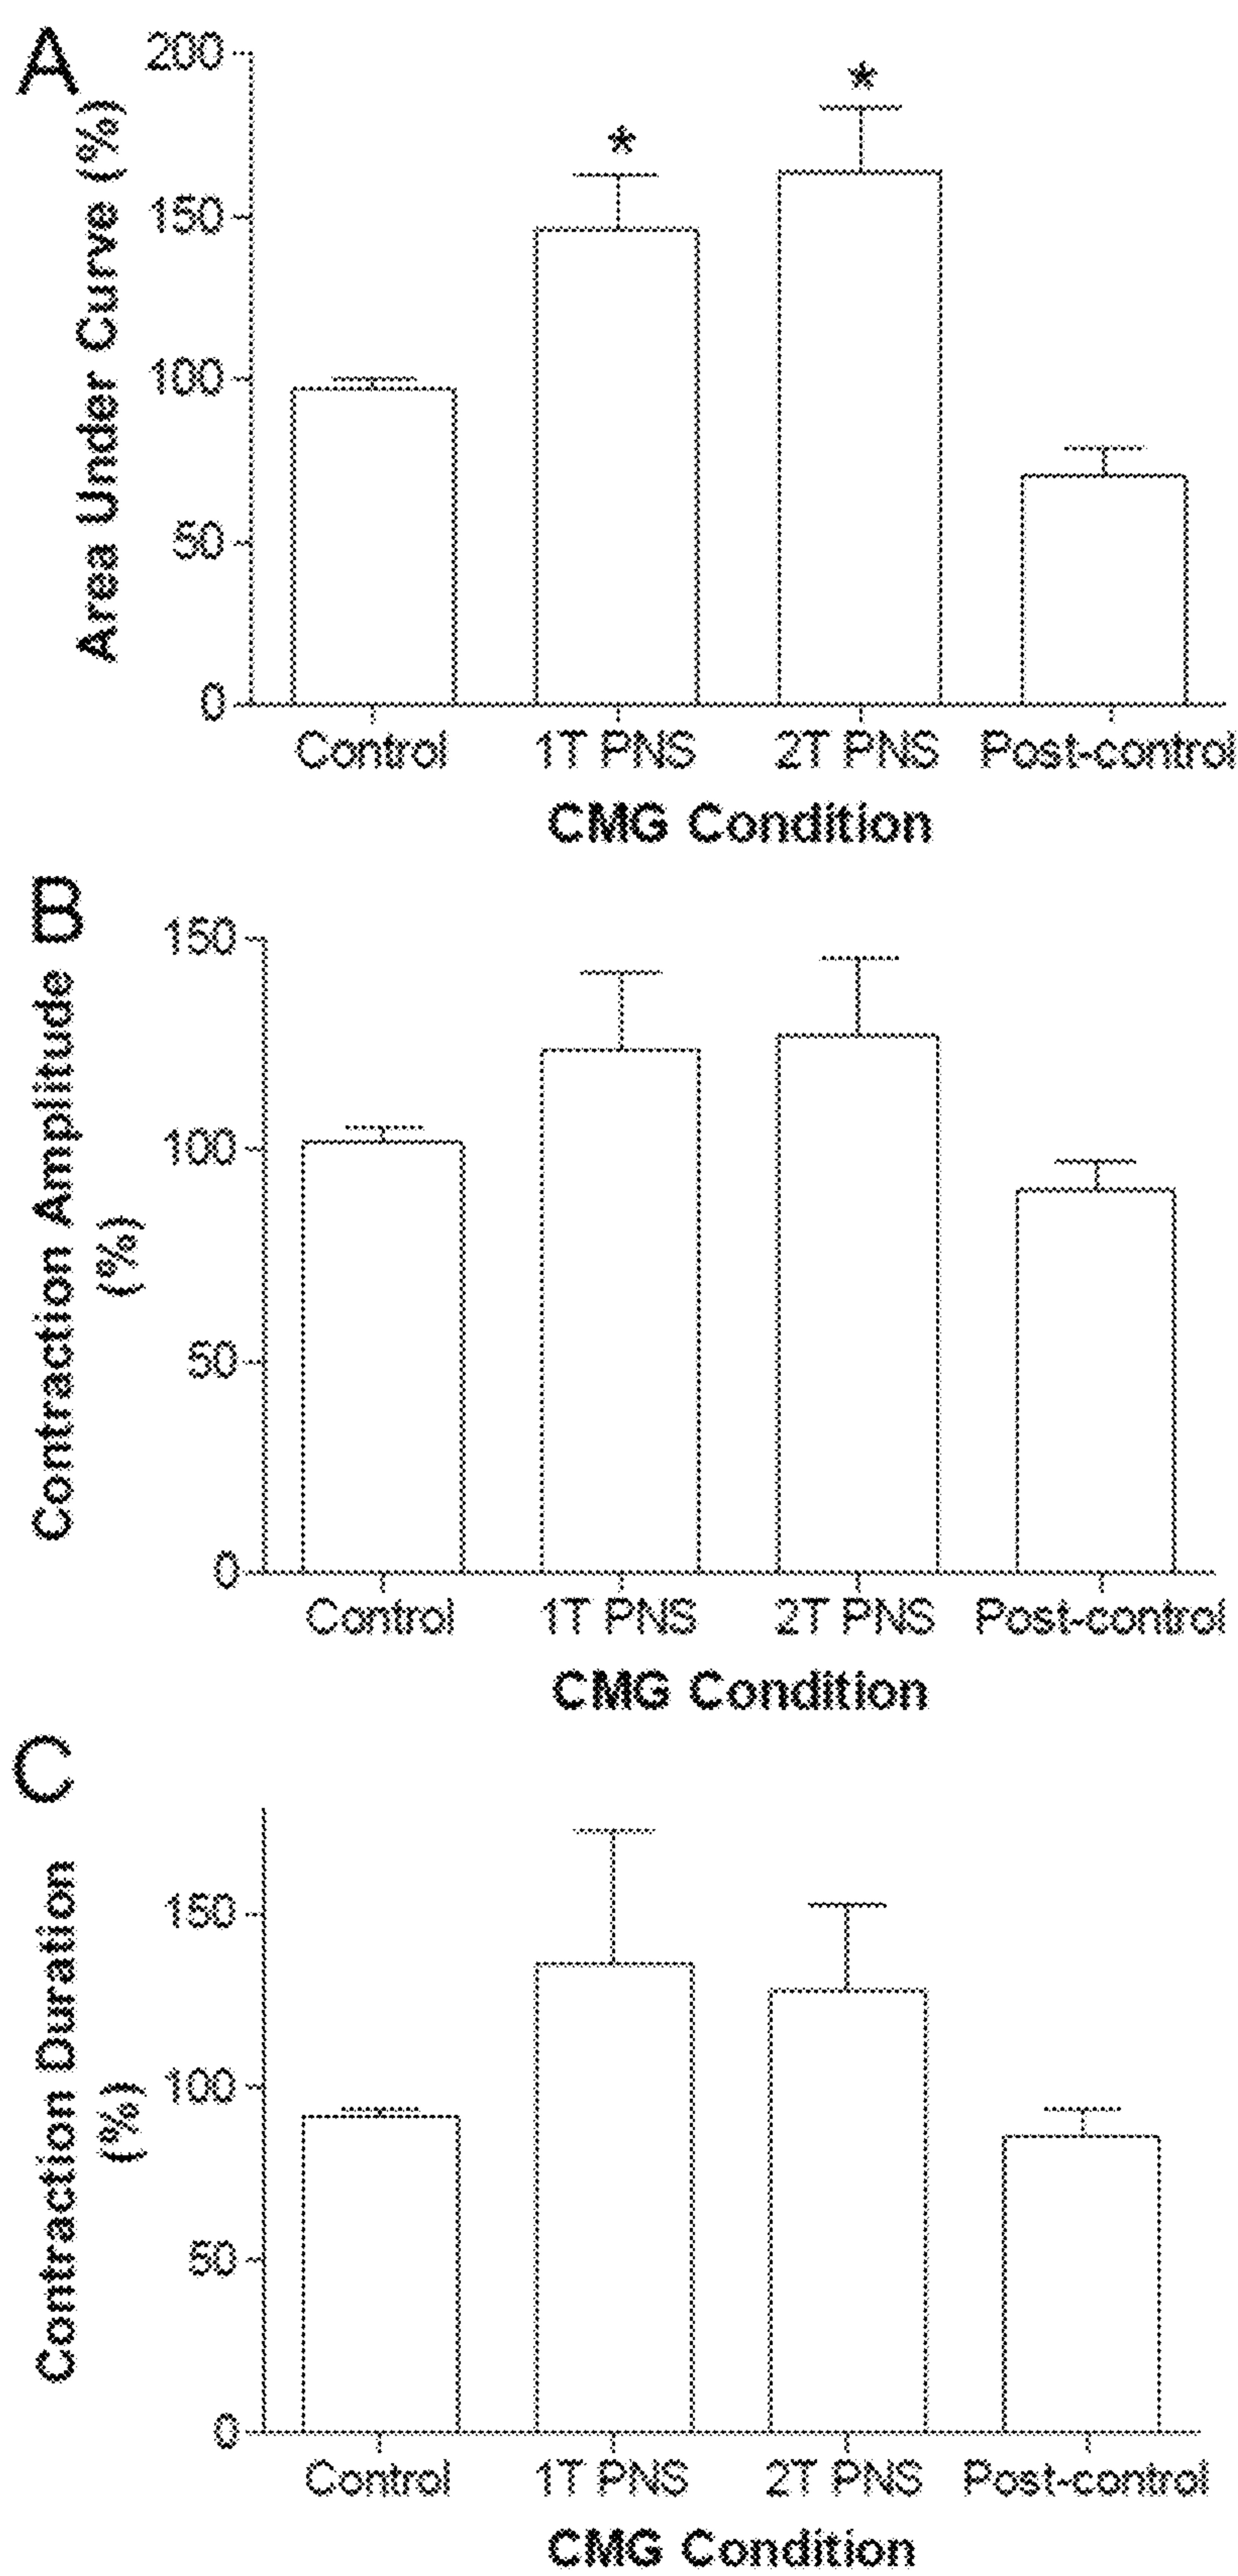 A
Area Under Curve (%)
200
150
100
50
0
*
*
Control 1T PNS 2T PNS Post-control
CMG Condition
B
Contraction Amplitude
(%)
150
100
50
0
Control 1T PNS 2T PNS Post-control
CMG Condition
C
Contraction Duration
(%)
150
100
50
0
Control 1T PNS 2T PNS Post-control
CMG Condition